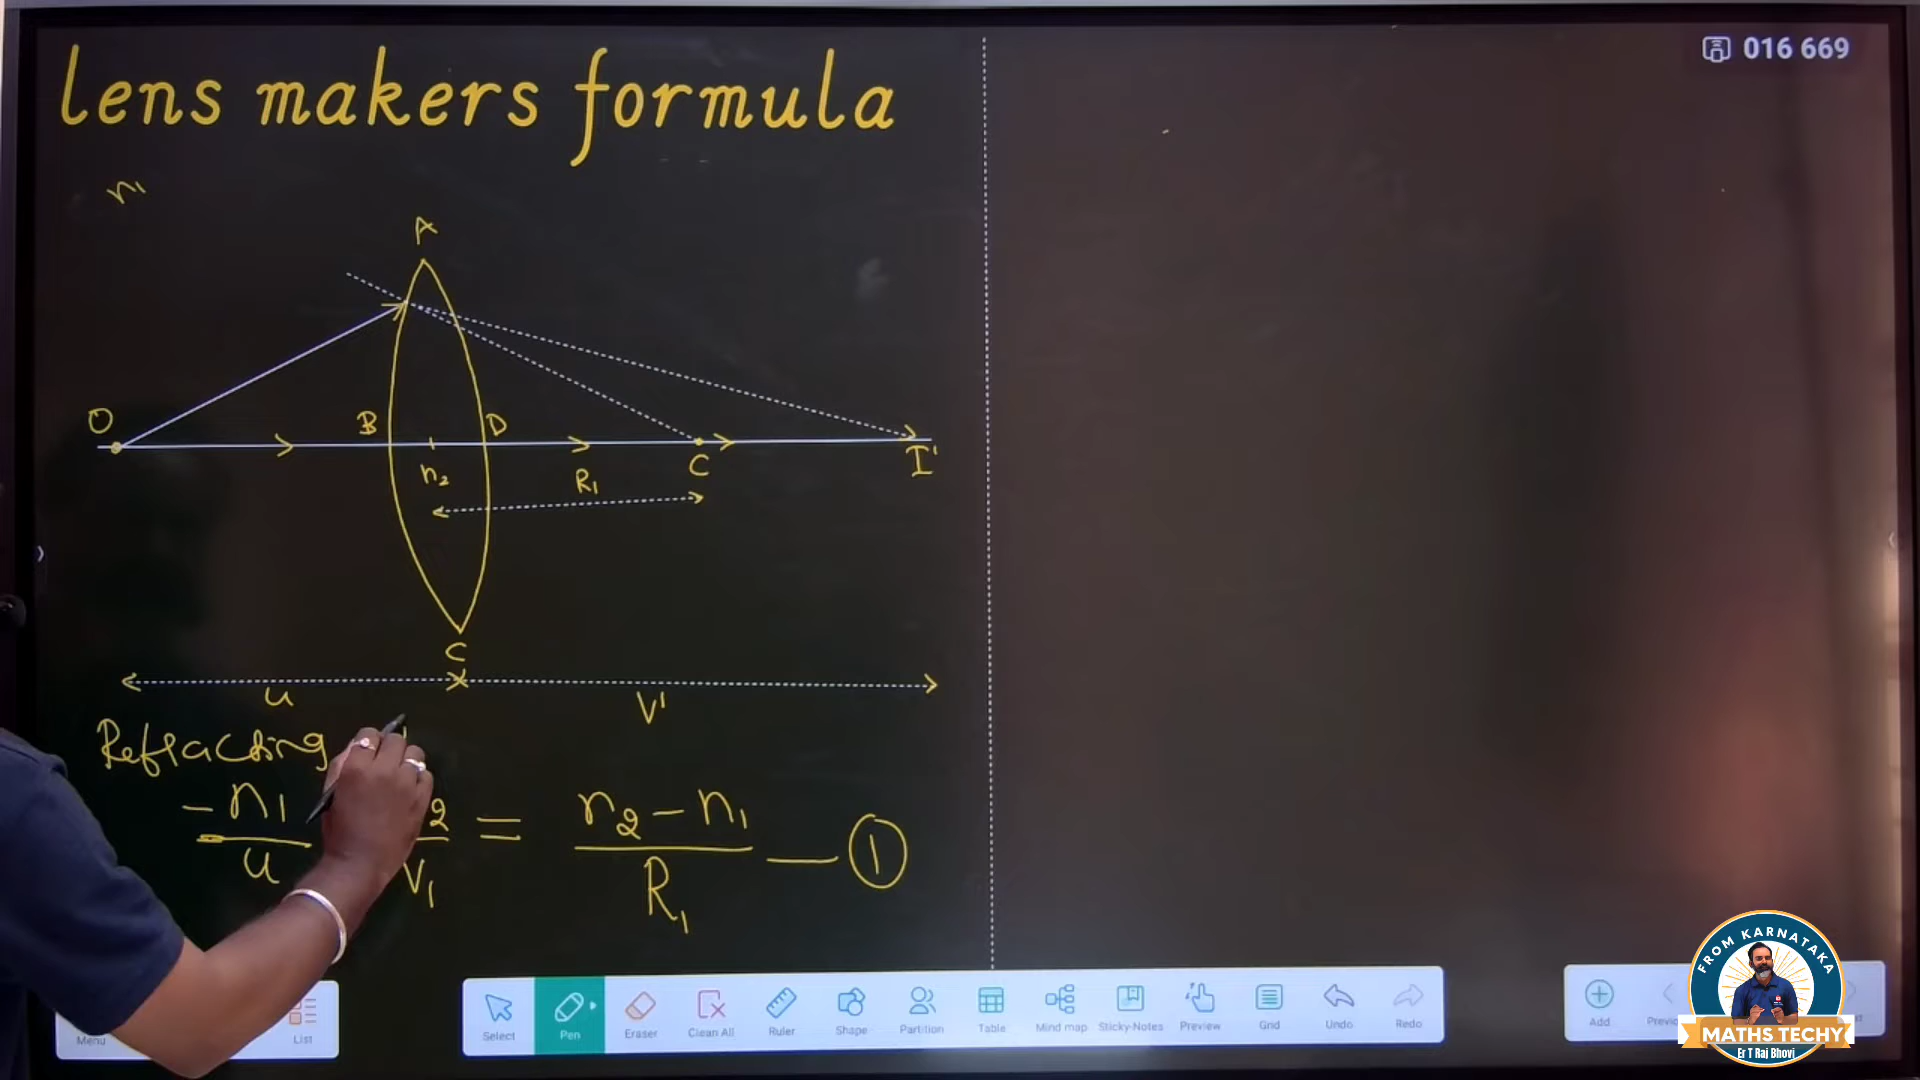 lens makers formula
016 669
n1
A
O
B
D
n2
R1
C
I'
C
u
V'
Refracting
-n1
u
2
V1
=
n2 - n1
R1
1
Menu
List
Select
Pen
Eraser
Clean All
Ruler
Shape
Partition
Table
Mind map
Sticky-Notes
Preview
Grid
Undo
Redo
Add
FROM KARNATAKA
MATHS TECHY
Er T Raj Bhovi